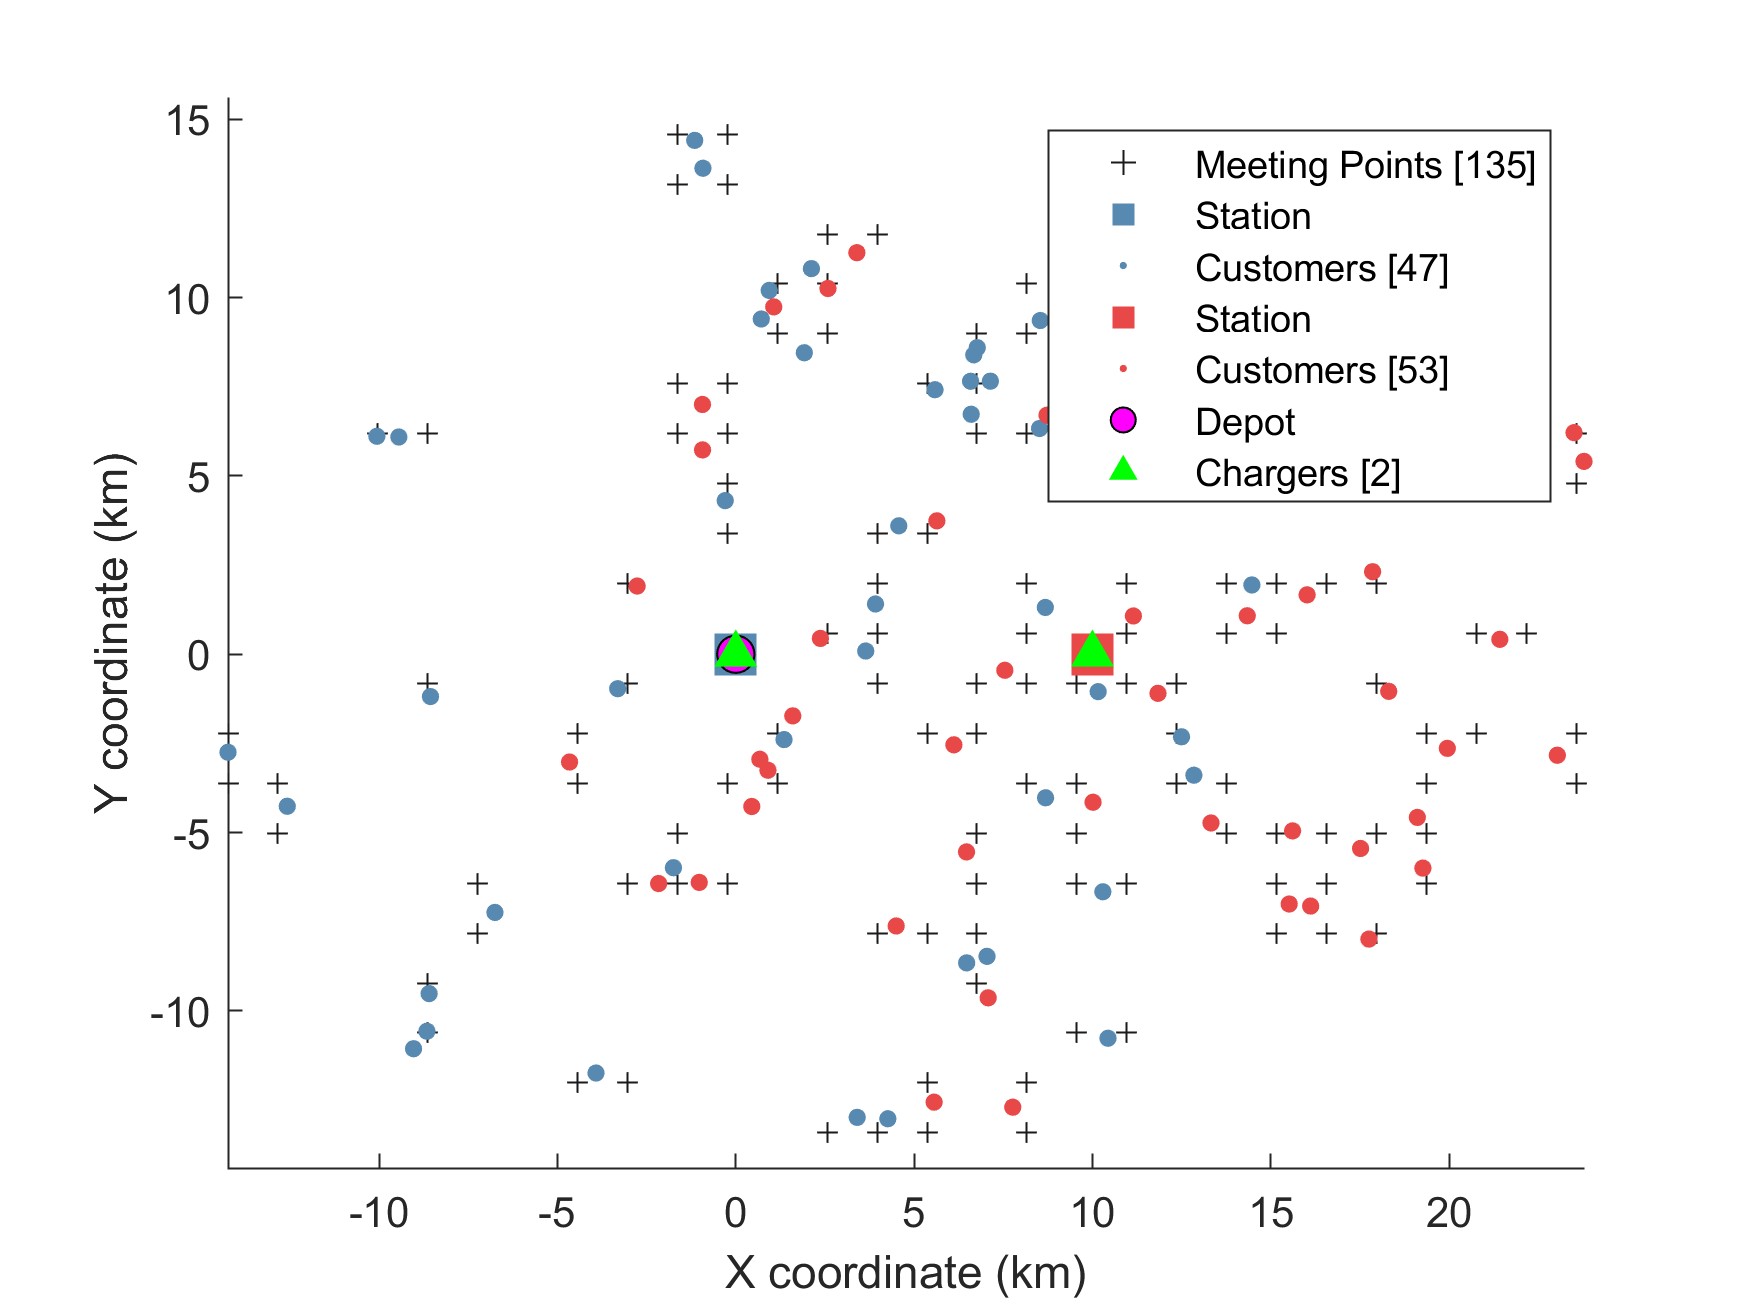 15
10
5
0
-5
-10
Y coordinate (km)
Meeting Points [135]
Station
Customers [47]
Station
Customers [53]
Depot
Chargers [2]
-10 -5 0 5 10 15 20
X coordinate (km)